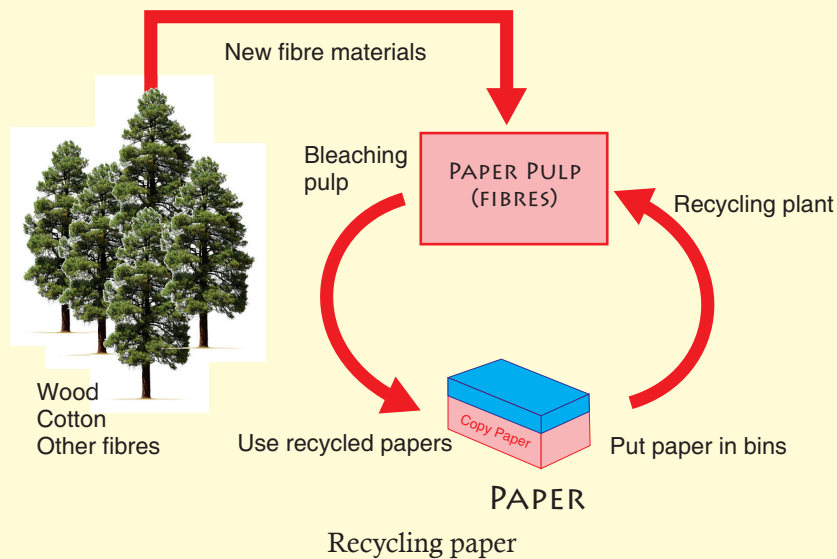 New fibre materials
Bleaching
pulp
PAPER PULP
(FIBRES)
Recycling plant
Wood
Cotton
Other fibres
Use recycled papers
Copy Paper
Put paper in bins
PAPER
Recycling paper